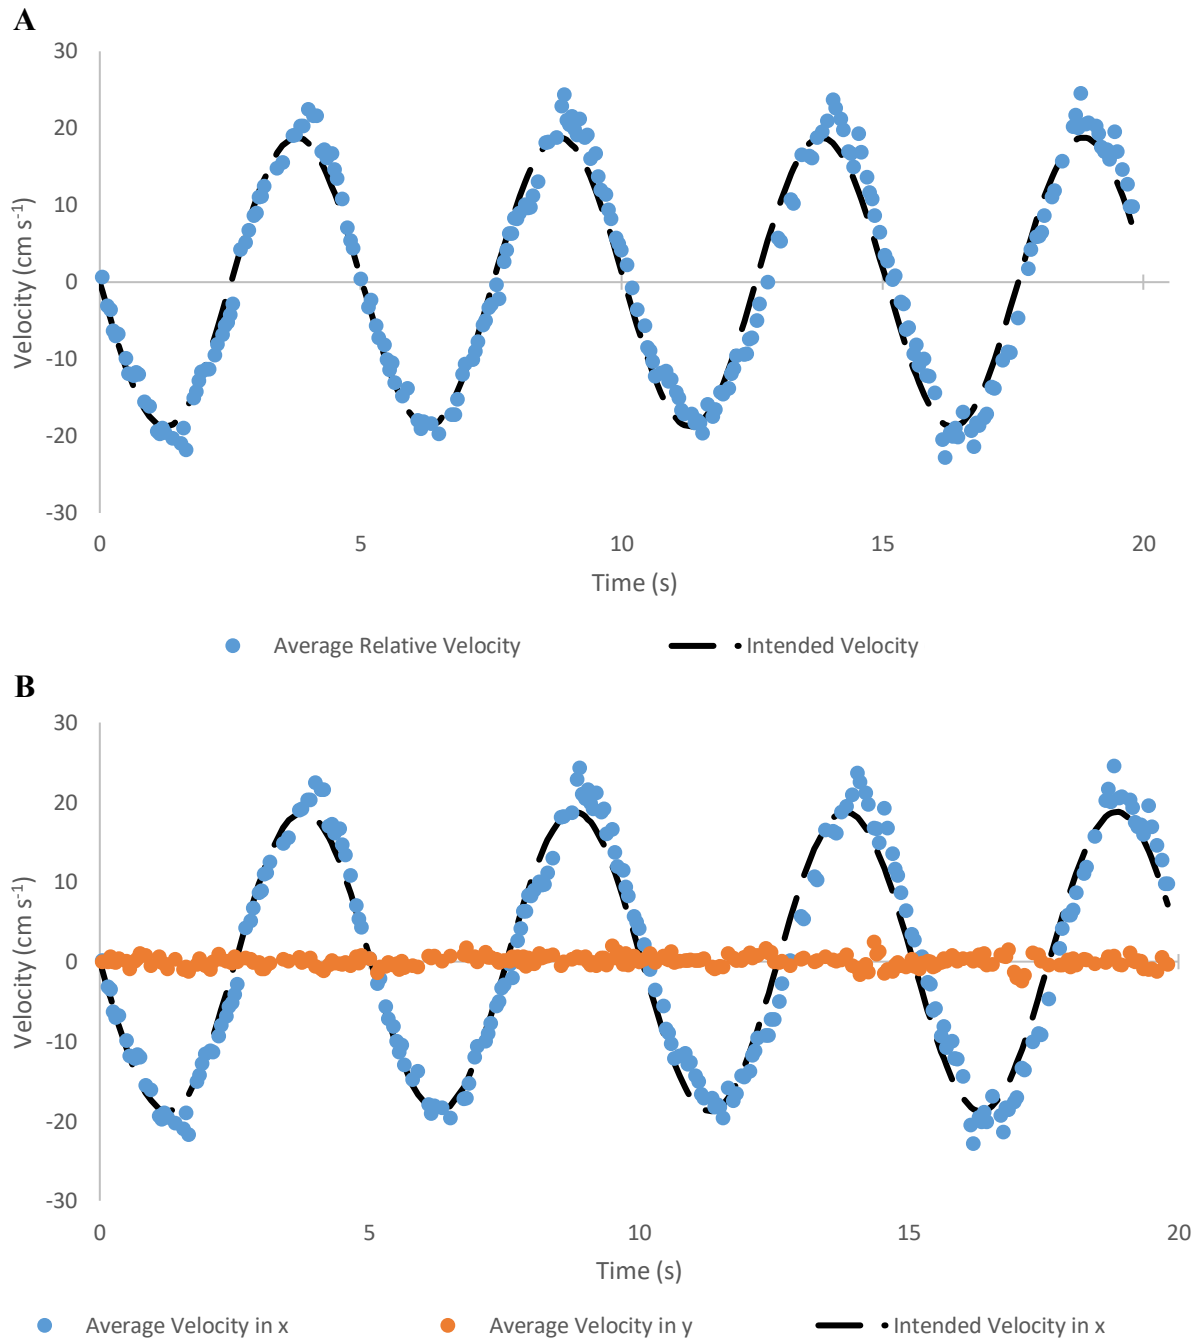 A
30
20
10
0
-10
-20
-30
Velocity (cm s⁻¹)
0 5 10 15 20
Time (s)
Average Relative Velocity Intended Velocity
B
30
20
10
0
-10
-20
-30
Velocity (cm s⁻¹)
0 5 10 15 20
Time (s)
Average Velocity in x Average Velocity in y Intended Velocity in x